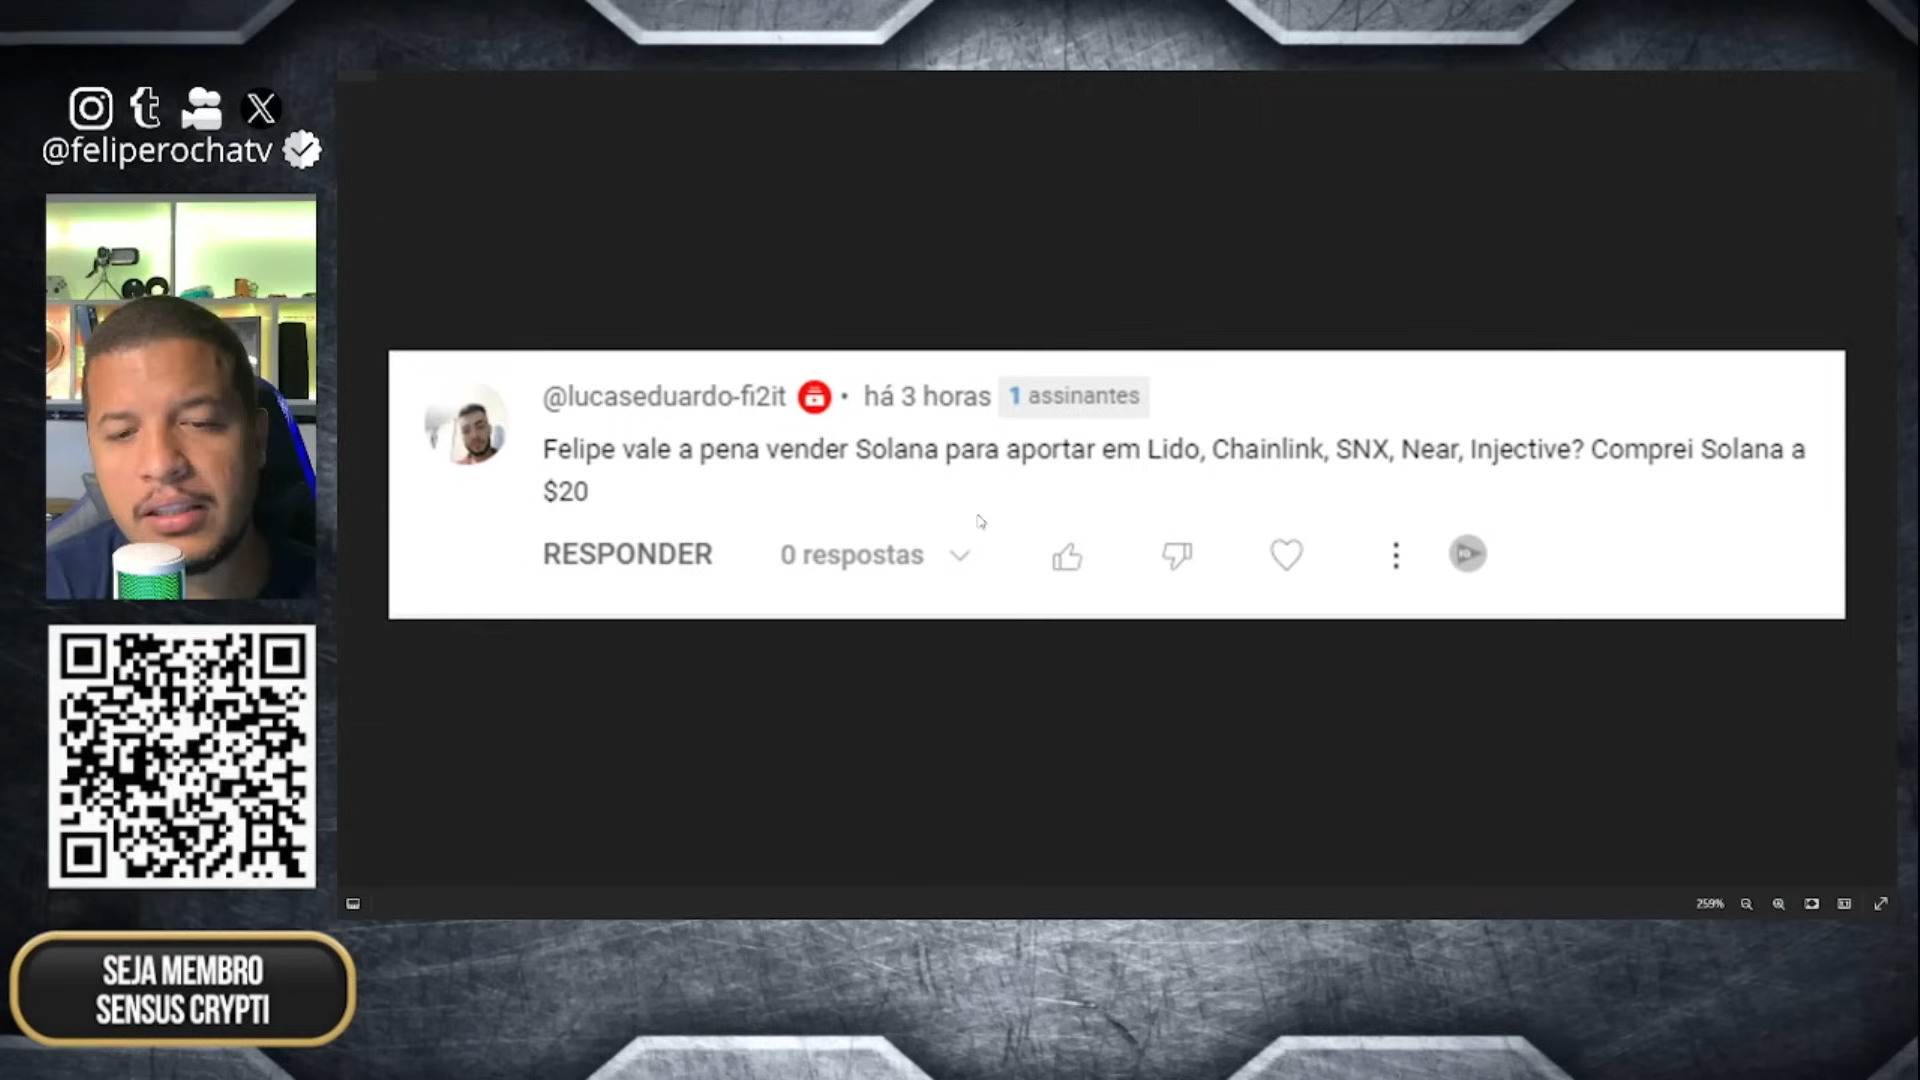 @feliperochatv
@lucaseduardo-fi2it • há 3 horas 1 assinantes
Felipe vale a pena vender Solana para aportar em Lido, Chainlink, SNX, Near, Injective? Comprei Solana a
$20
RESPONDER 0 respostas
259%
SEJA MEMBRO
SENSUS CRYPTI